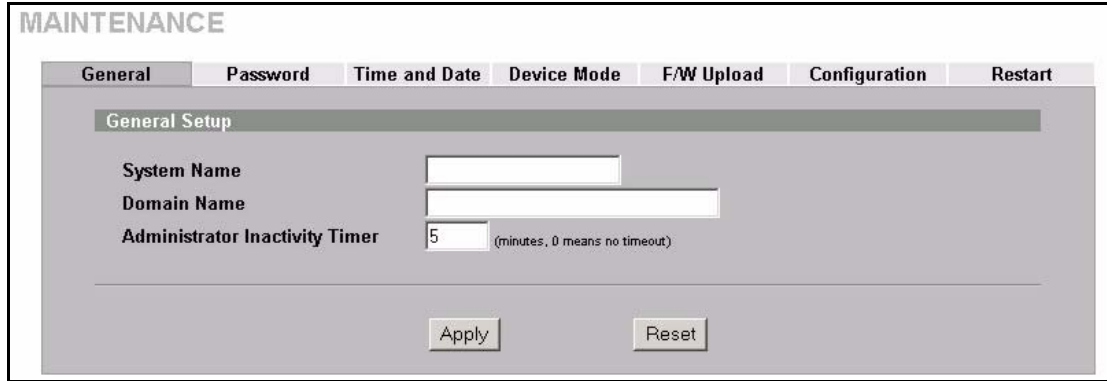 MAINTENANCE
General Password Time and Date Device Mode F/W Upload Configuration Restart
General Setup
System Name
Domain Name
Administrator Inactivity Timer 5 (minutes, 0 means no timeout)
Apply Reset